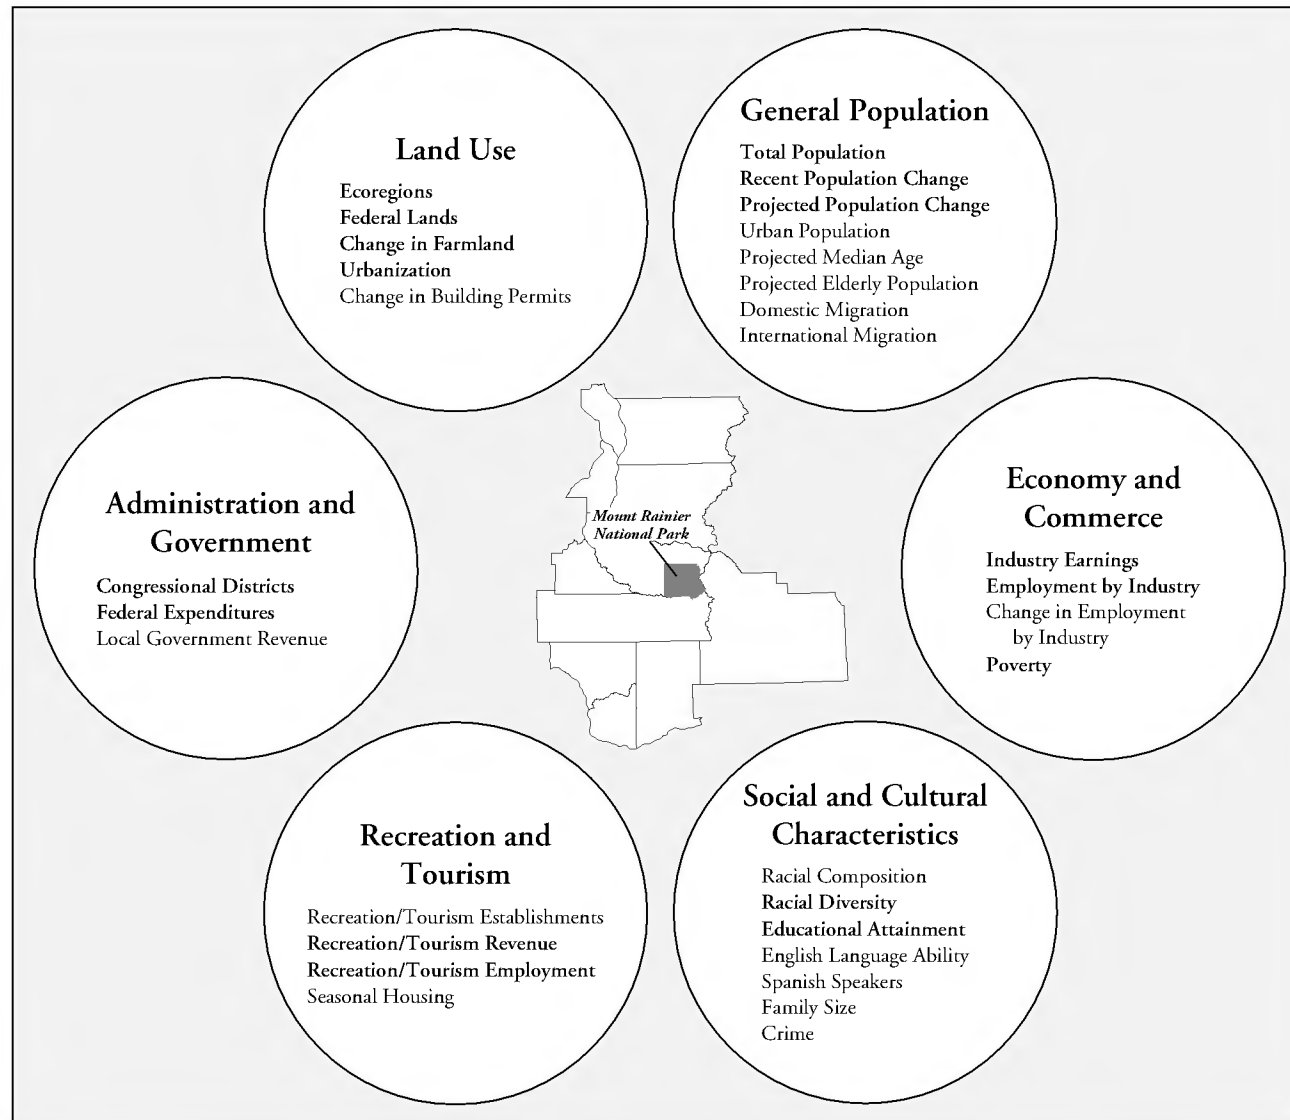 Land Use
Ecoregions
Federal Lands
Change in Farmland
Urbanization
Change in Building Permits
General Population
Total Population
Recent Population Change
Projected Population Change
Urban Population
Projected Median Age
Projected Elderly Population
Domestic Migration
International Migration
Administration and
Government
Congressional Districts
Federal Expenditures
Local Government Revenue
Mount Rainier
National Park
Economy and
Commerce
Industry Earnings
Employment by Industry
Change in Employment
by Industry
Poverty
Recreation and
Tourism
Recreation/Tourism Establishments
Recreation/Tourism Revenue
Recreation/Tourism Employment
Seasonal Housing
Social and Cultural
Characteristics
Racial Composition
Racial Diversity
Educational Attainment
English Language Ability
Spanish Speakers
Family Size
Crime